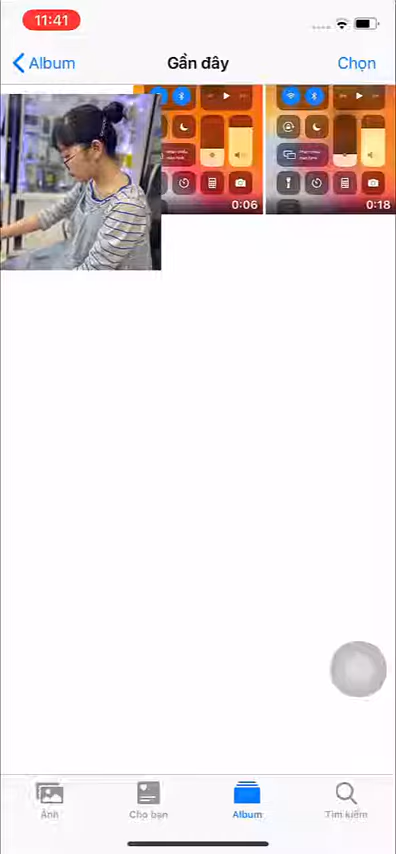 11:41
Album
Gần đây
Chọn
0:06
0:18
Ảnh
Cho bạn
Album
Tìm kiếm